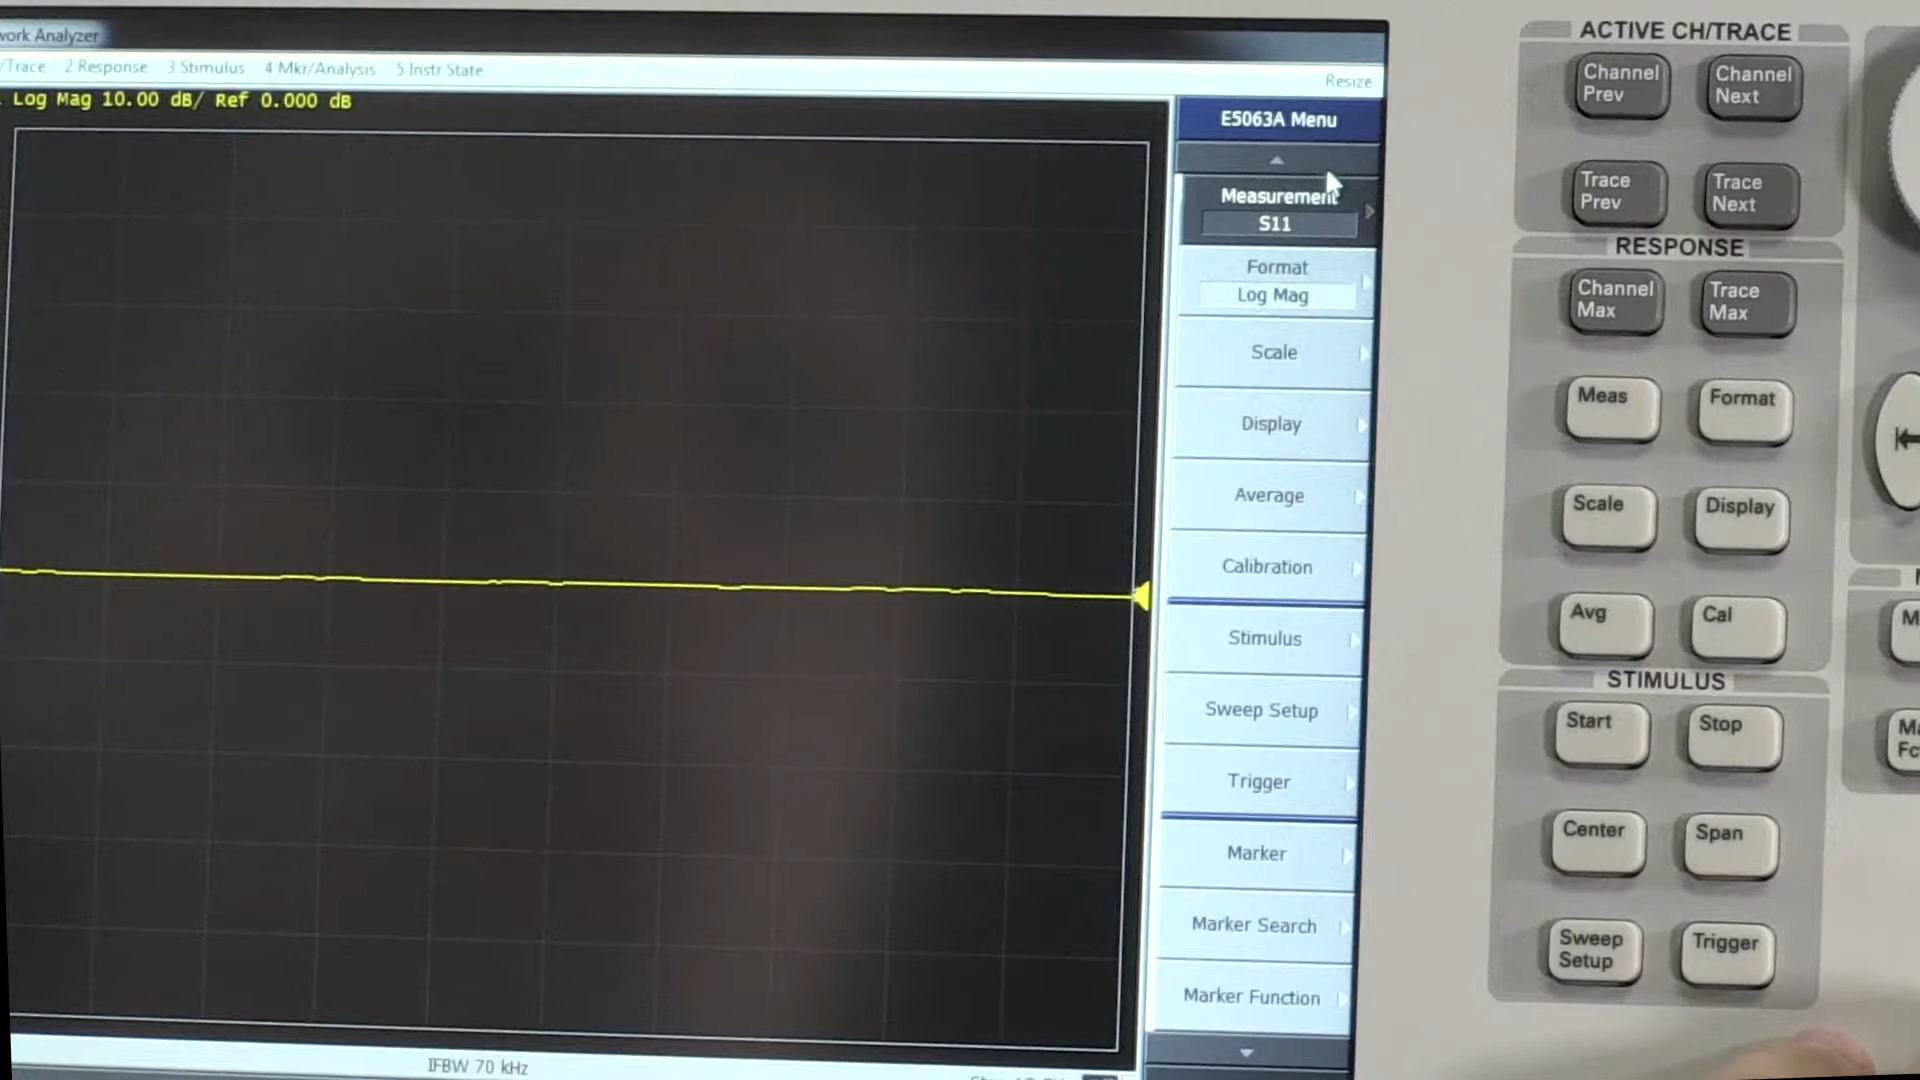 work Analyzer
/Trace 2 Response 3 Stimulus 4 Mkr/Analysis 5 Instr State
Resize
Log Mag 10.00 dB/ Ref 0.000 dB
E5063A Menu
Measurement
S11
Format
Log Mag
Scale
Display
Average
Calibration
Stimulus
Sweep Setup
Trigger
Marker
Marker Search
Marker Function
IFBW 70 kHz
ACTIVE CH/TRACE
Channel Prev
Channel Next
Trace Prev
Trace Next
RESPONSE
Channel Max
Trace Max
Meas
Format
Scale
Display
Avg
Cal
STIMULUS
Start
Stop
Center
Span
Sweep Setup
Trigger